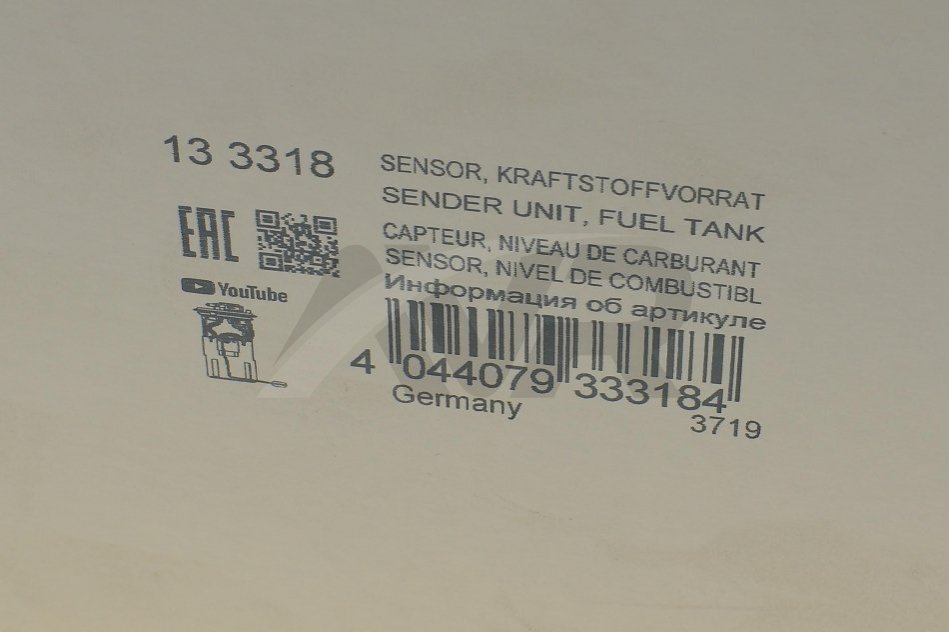 13 3318
SENSOR, KRAFTSTOFFVORRAT
SENDER UNIT, FUEL TANK
CAPTEUR, NIVEAU DE CARBURANT
SENSOR, NIVEL DE COMBUSTIBL
Информация об артикуле
EAC
YouTube
4 044079 333184
Germany
3719